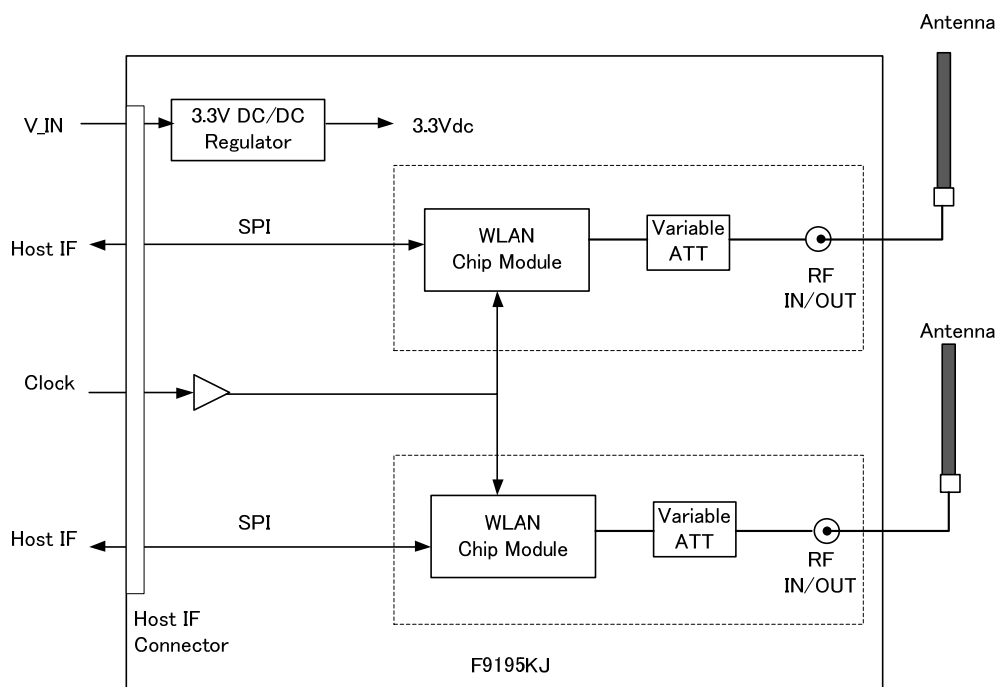 Antenna
V_IN
3.3V DC/DC
Regulator
3.3Vdc
Host IF
SPI
WLAN
Chip Module
Variable
ATT
RF
IN/OUT
Antenna
Clock
Host IF
SPI
WLAN
Chip Module
Variable
ATT
RF
IN/OUT
Host IF
Connector
F9195KJ